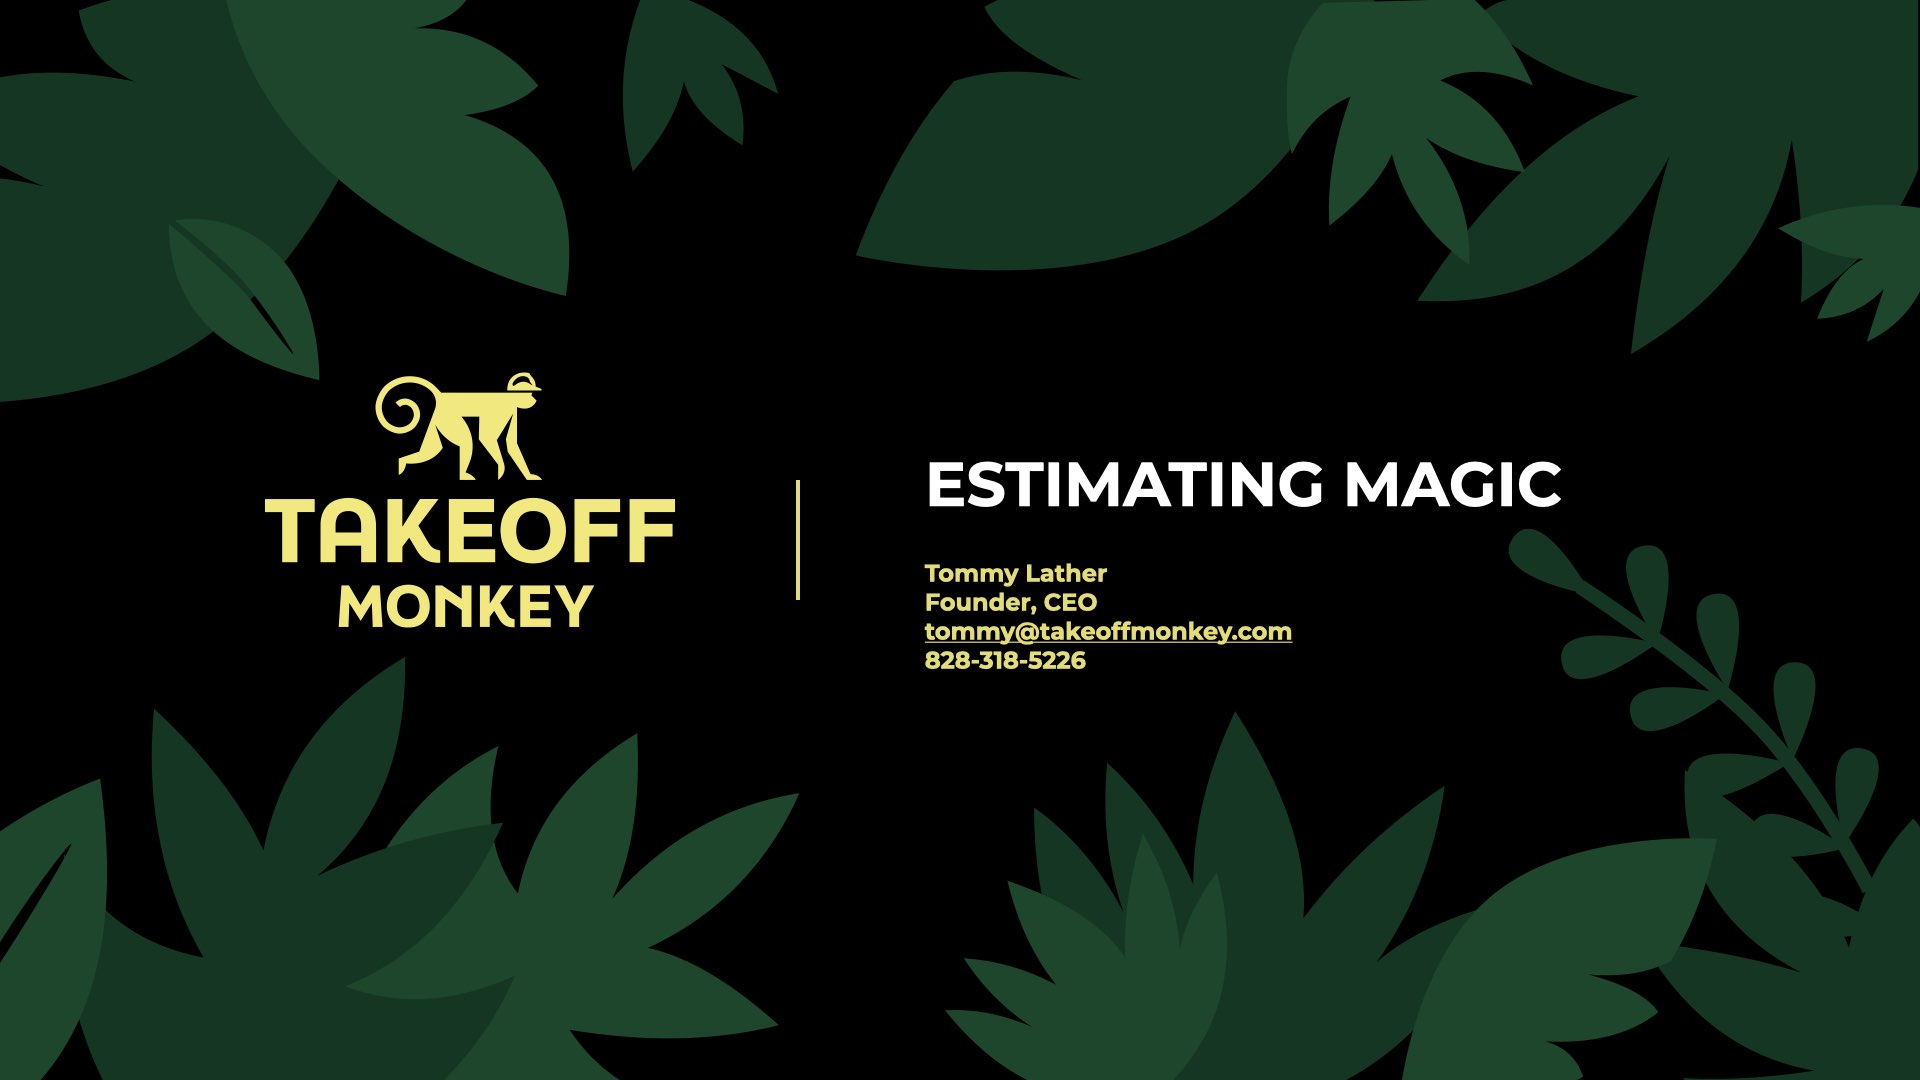 TAKEOFF
MONKEY
ESTIMATING MAGIC
Tommy Lather
Founder, CEO
tommy@takeoffmonkey.com
828-318-5226